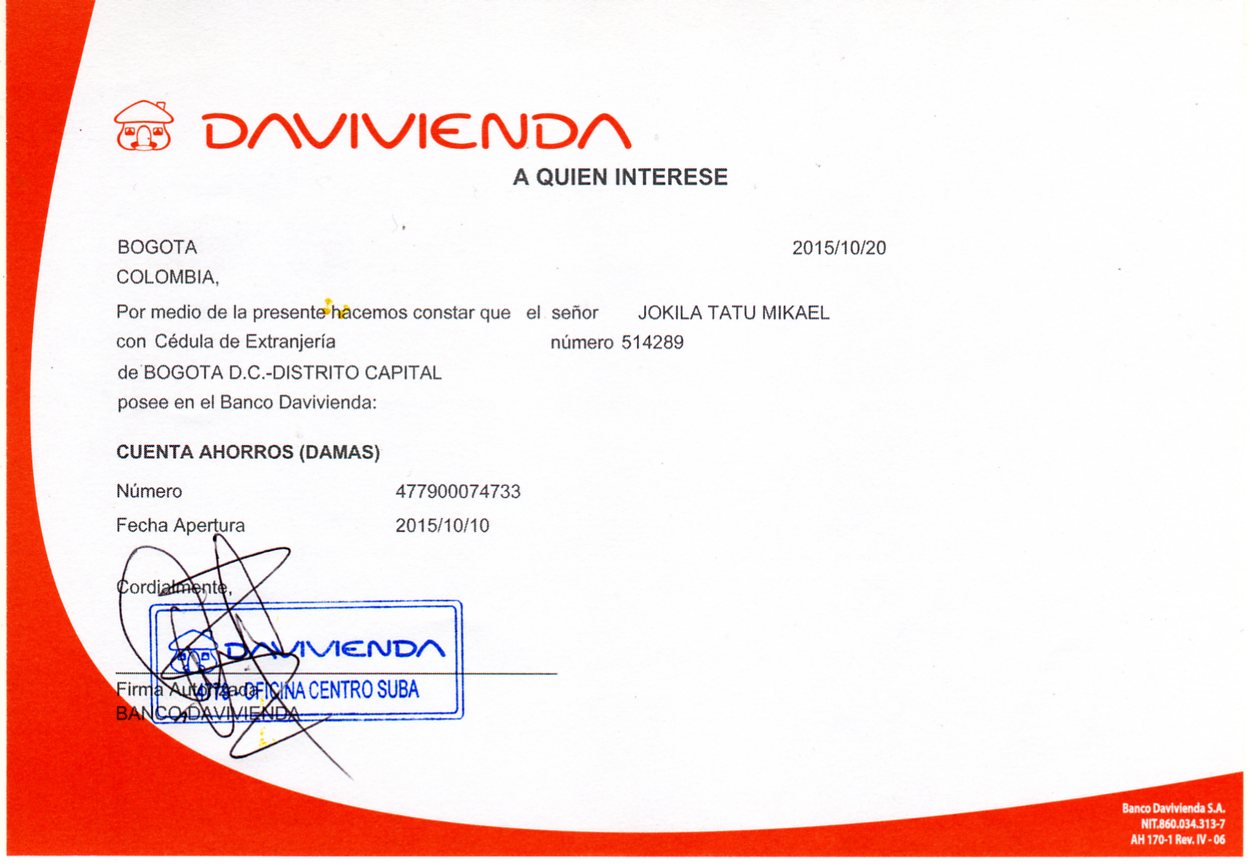 DAVIVIENDA
A QUIEN INTERESE
BOGOTA 2015/10/20
COLOMBIA,
Por medio de la presente hacemos constar que el señor JOKILA TATU MIKAEL
con Cédula de Extranjería número 514289
de BOGOTA D.C.-DISTRITO CAPITAL
posee en el Banco Davivienda:
CUENTA AHORROS (DAMAS)
Número 477900074733
Fecha Apertura 2015/10/10
Cordialmente,
DAVIVIENDA
OFICINA CENTRO SUBA
Firma Autorizada
BANCO DAVIVIENDA
Banco Davivienda S.A.
NIT.860.034.313-7
AH 170-1 Rev. IV - 06